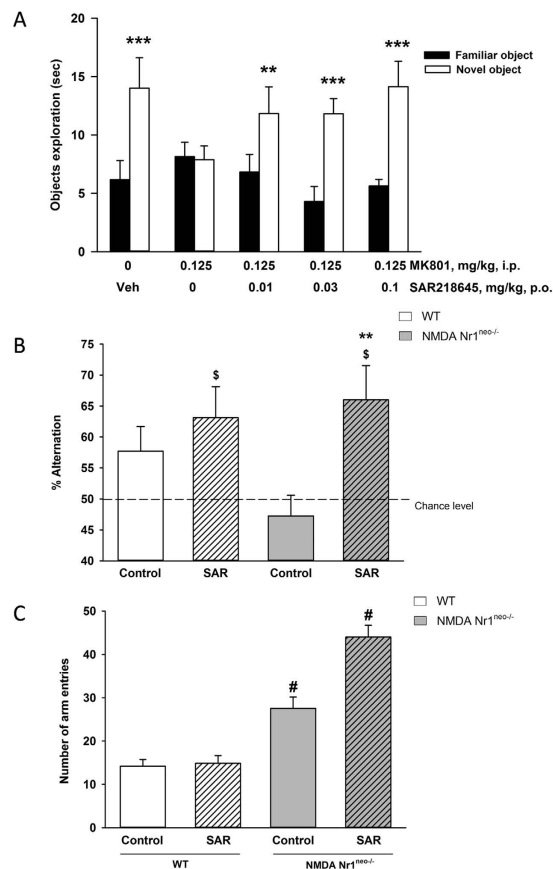 A
Objects exploration (sec)
20
15
10
5
0
***
**
***
***
Familiar object
Novel object
0 0.125 0.125 0.125 0.125 MK801, mg/kg, i.p.
Veh 0 0.01 0.03 0.1 SAR218645, mg/kg, p.o.
B
WT
NMDA Nr1neo-/-
% Alternation
75
70
65
60
55
50
45
40
$
**
$
Chance level
Control SAR Control SAR
C
WT
NMDA Nr1neo-/-
Number of arm entries
50
40
30
20
10
0
#
#
Control SAR Control SAR
WT NMDA Nr1neo-/-